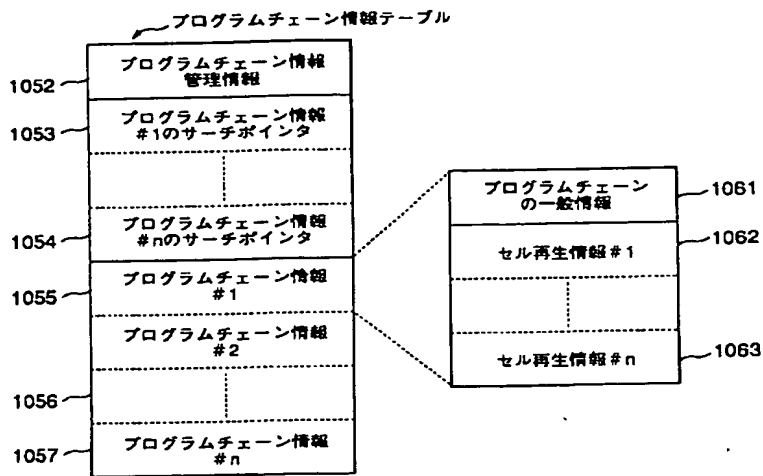 プログラムチェーン情報テーブル
1052
プログラムチェーン情報
管理情報
1053
プログラムチェーン情報
#1のサーチポインタ
1054
プログラムチェーン情報
#nのサーチポインタ
1055
プログラムチェーン情報
#1
プログラムチェーン情報
#2
1056
1057
プログラムチェーン情報
#n
プログラムチェーン
の一般情報
1061
セル再生情報#1
1062
セル再生情報#n
1063